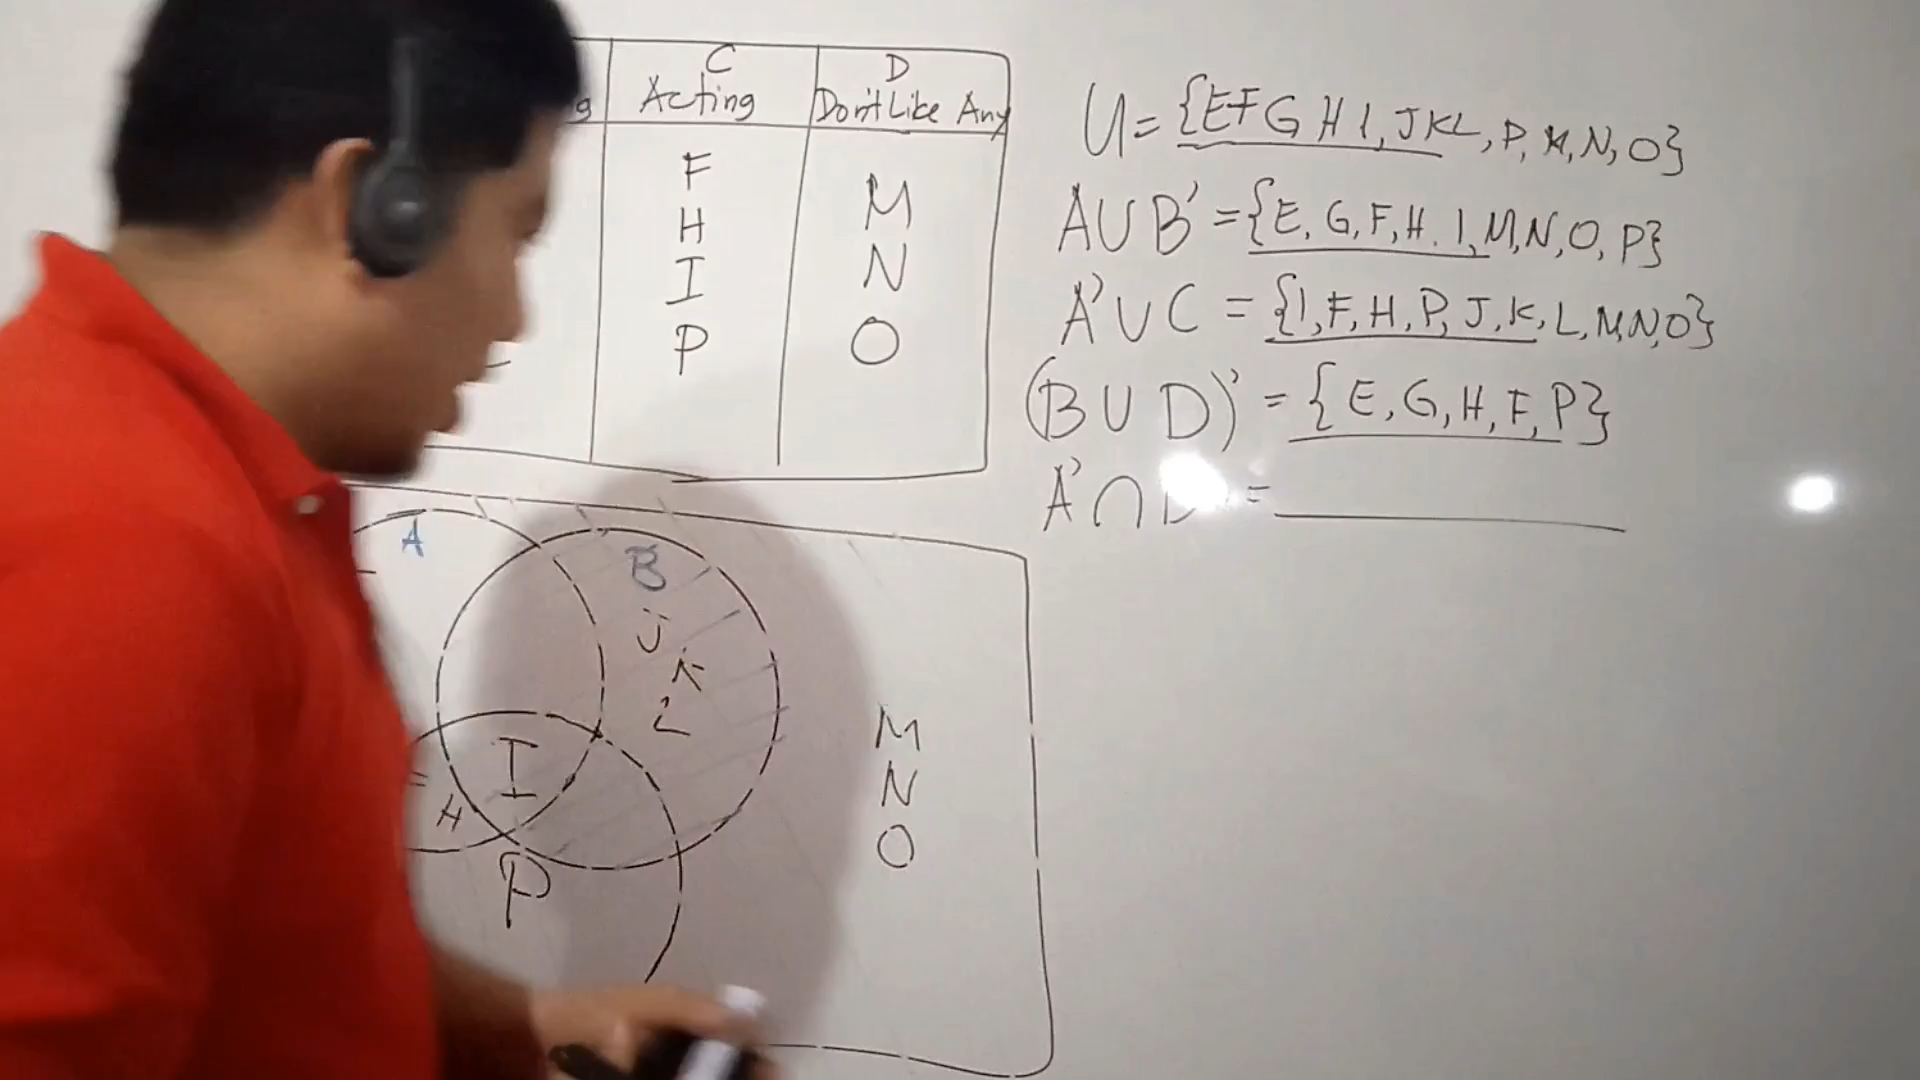 C D
Acting Don't Like Any
F
H M
I N
P O
U = {E F G H I, J K L, P, M, N, O}
A U B' = {E, G, F, H, I, M, N, O, P}
A' U C = {I, F, H, P, J, K, L, M, N, O}
(B U D)' = {E, G, H, F, P}
A' ∩
=
A
B
J
K
L
I
H
P
M
N
O